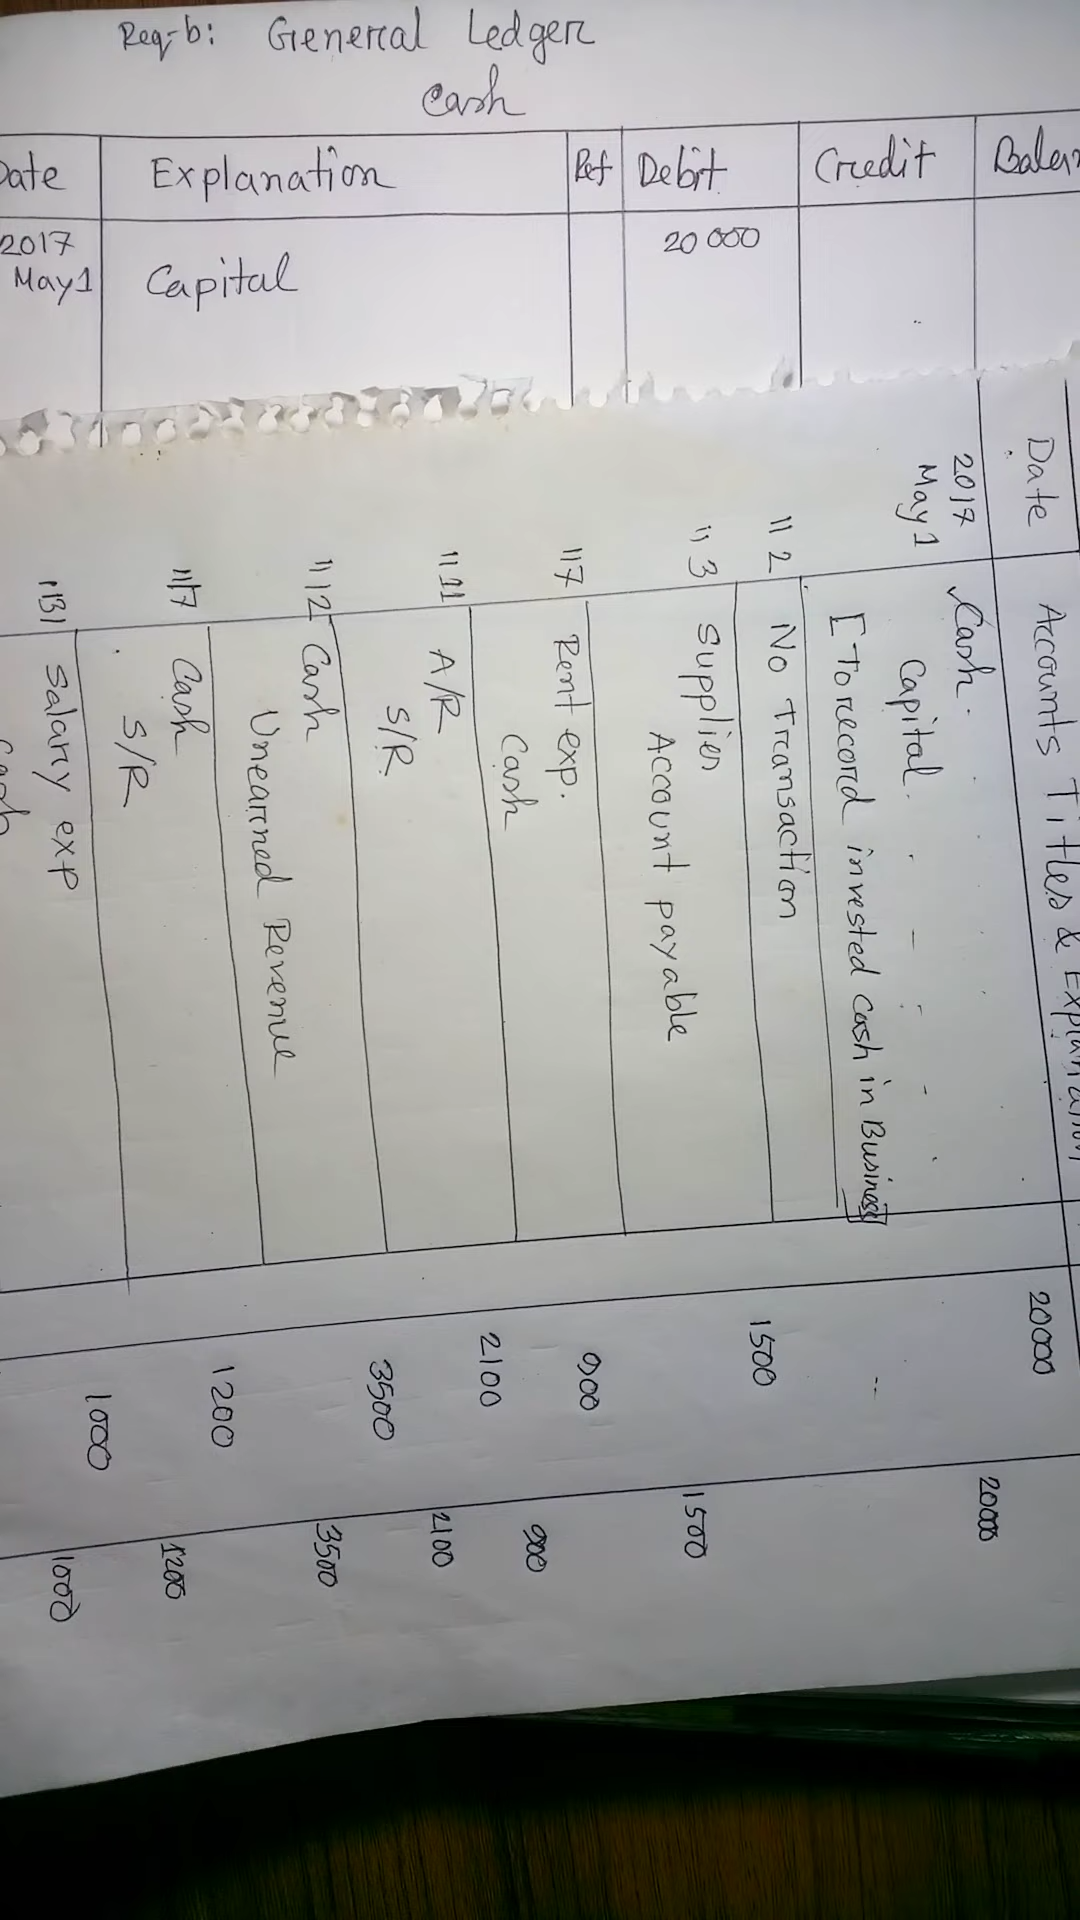 Req-b: General Ledger
Cash
Date Explanation Ref Debit Credit Balan
2017
May 1 Capital 20 000
Date Accounts Titles & Explanation
2017
May 1 Cash. 20000
Capital. 20000
[To record invested cash in Business]
" 2 No Transaction
" 3 Supplies 1500
Account payable 1500
" 7 Rent exp. 900
Cash 900
" 11 A/R 2100
S/R 2100
" 12 Cash 3500
Unearned Revenue 3500
" 17 Cash 1200
S/R 1200
" 31 Salary exp 1000
Cash 1000